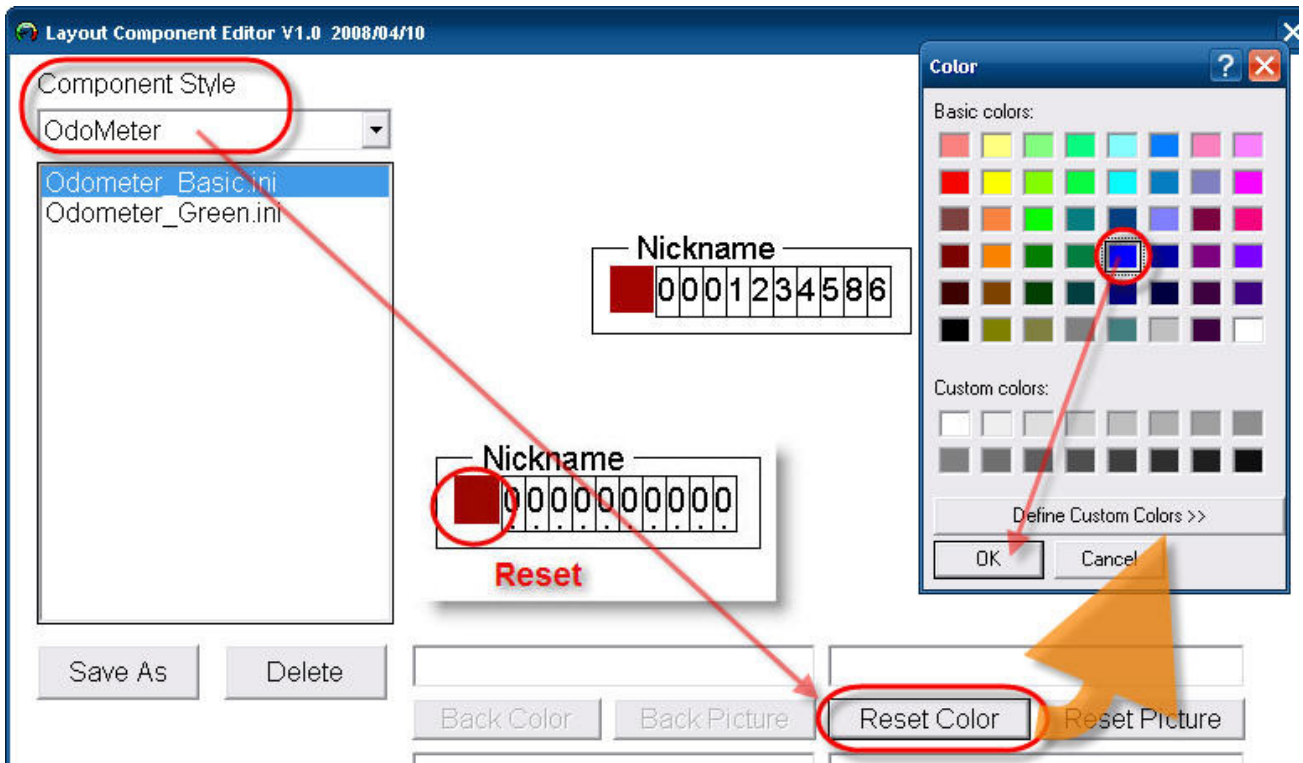 Layout Component Editor V1.0 2008/04/10
Component Style
OdoMeter
Odometer_Basic.ini
Odometer_Green.ini
Nickname
0001234586
Nickname
0000000000
. . . . . . . . . .
Reset
Save As
Delete
Back Color
Back Picture
Reset Color
Reset Picture
Color
?
Basic colors:
Custom colors:
Define Custom Colors >>
OK
Cancel